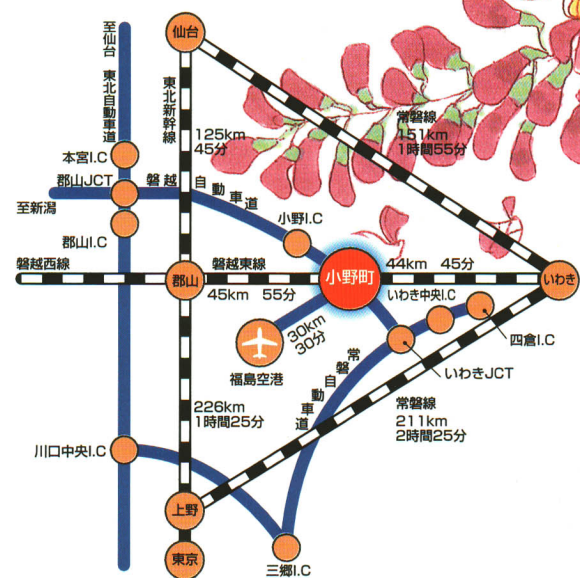 仙台
至仙台 東北自動車道
東北新幹線
125km
45分
常磐線
151km
1時間55分
本宮I.C
郡山JCT
磐越自動車道
至新潟
郡山I.C
小野I.C
磐越西線
郡山
磐越東線
45km 55分
小野町
44km 45分
いわき
いわき中央I.C
四倉I.C
いわきJCT
30km
30分
福島空港
常磐自動車道
常磐線
211km
2時間25分
226km
1時間25分
川口中央I.C
上野
東京
三郷I.C